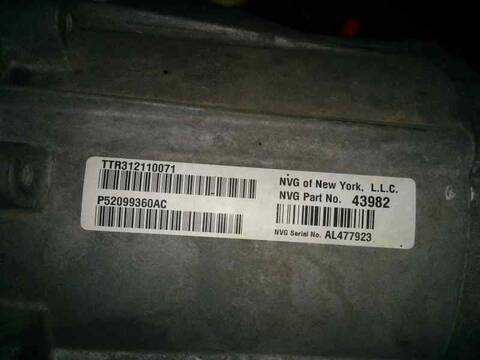 TTR312110071
P52099360AC
NVG of New York, L.L.C.
NVG Part No. 43982
NVG Serial No. AL477923